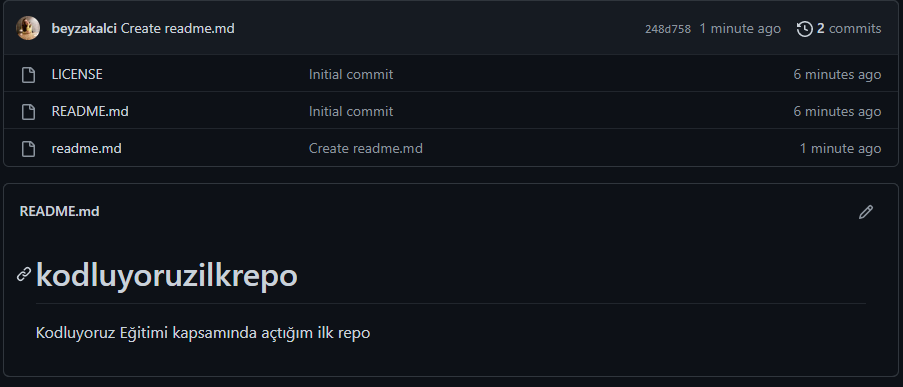 beyzakalci Create readme.md 248d758 1 minute ago 2 commits
LICENSE Initial commit 6 minutes ago
README.md Initial commit 6 minutes ago
readme.md Create readme.md 1 minute ago
README.md
kodluyoruzilkrepo
Kodluyoruz Eğitimi kapsamında açtığım ilk repo